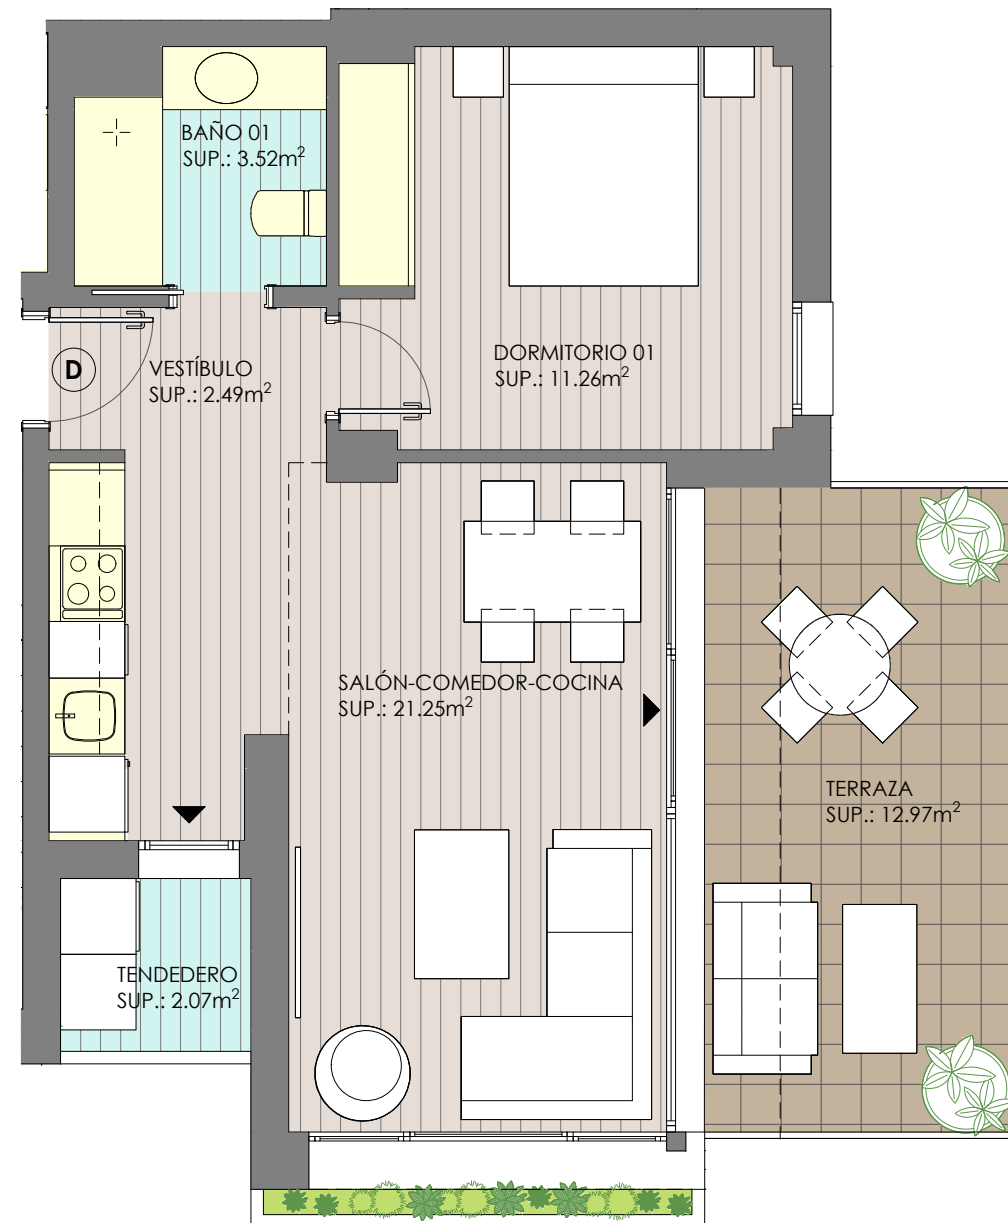 BAÑO 01
SUP.: 3.52m²
DORMITORIO 01
SUP.: 11.26m²
D
VESTÍBULO
SUP.: 2.49m²
SALÓN-COMEDOR-COCINA
SUP.: 21.25m²
TERRAZA
SUP.: 12.97m²
TENDEDERO
SUP.: 2.07m²